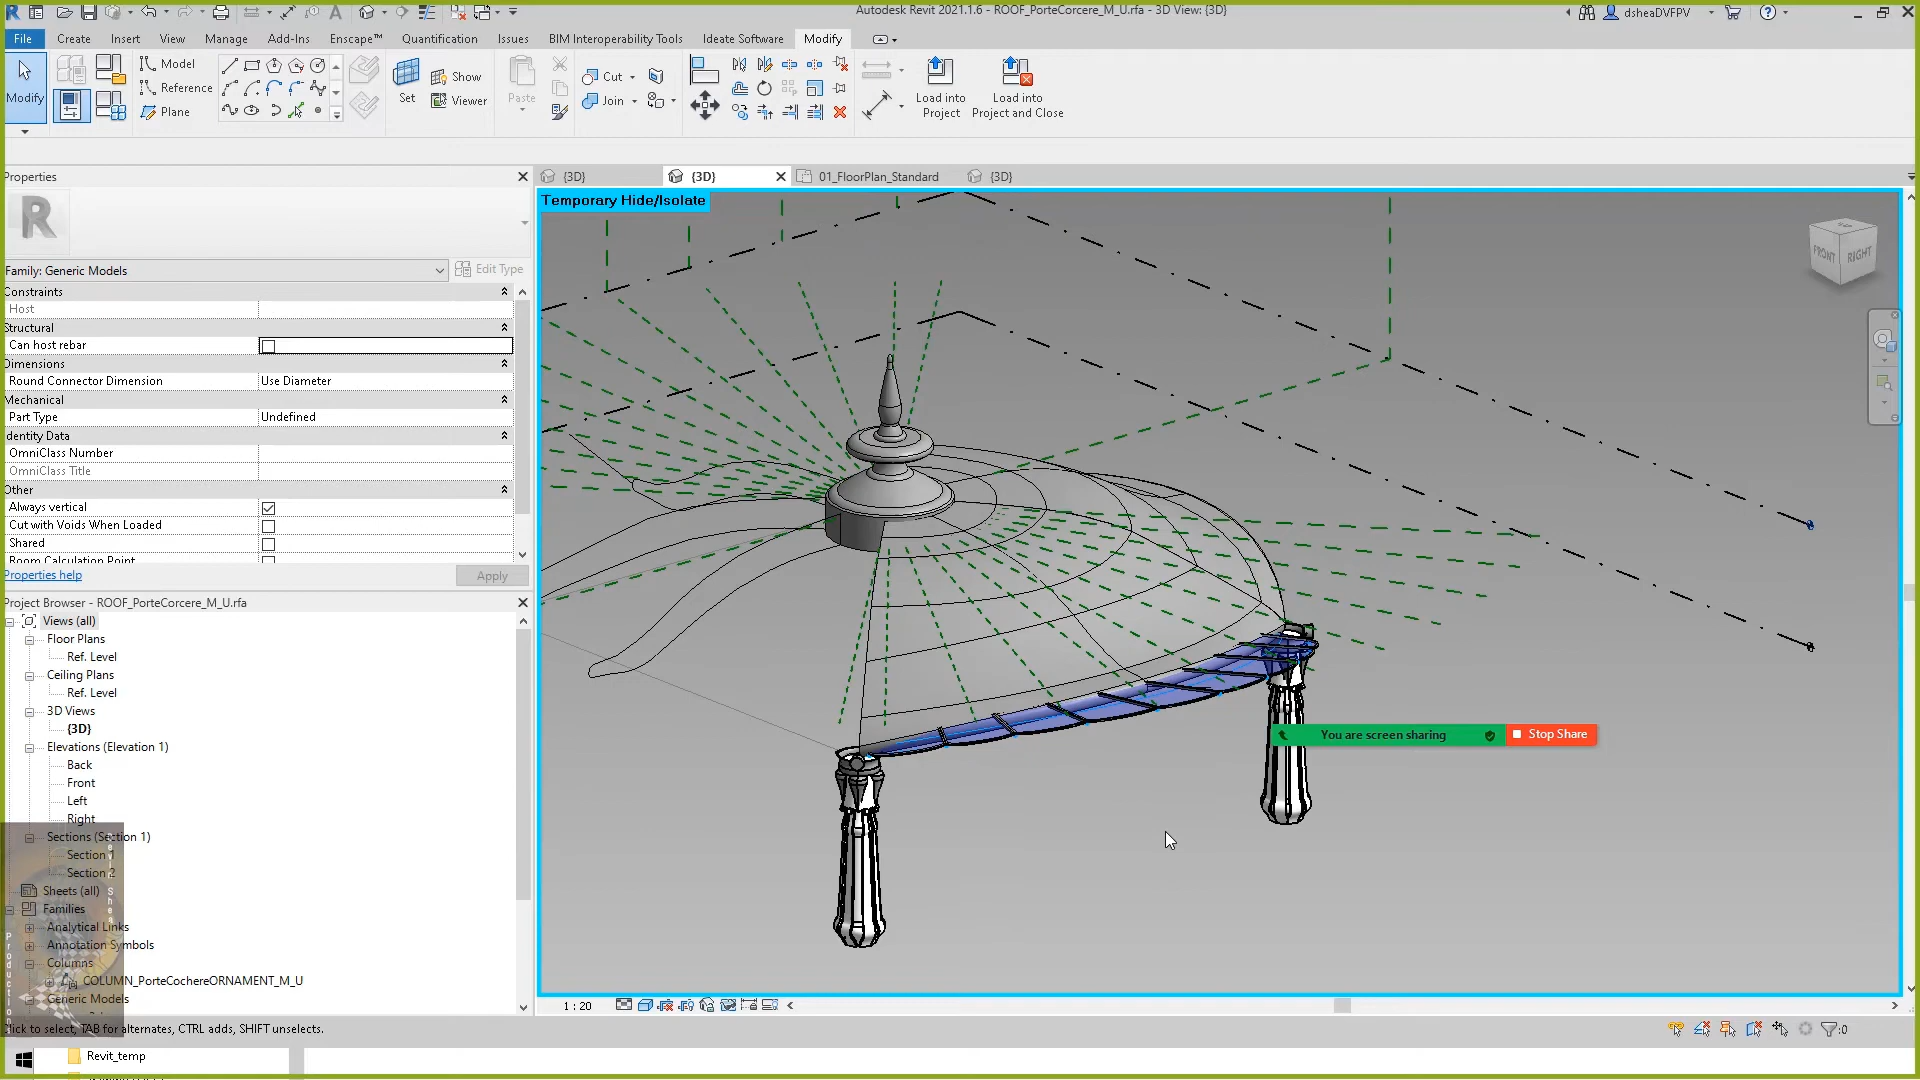 Autodesk Revit 2021.1.6 - ROOF_PorteCorcere_M_U.rfa - 3D View: {3D}
dsheaDVFPV
File Create Insert View Manage Add-Ins Enscape™ Quantification Issues BIM Interoperability Tools Ideate Software Modify
Modify
Model
Reference
Plane
Set
Show
Viewer
Paste
Cut
Join
Load into Project
Load into Project and Close
Properties
{3D}
{3D}
01_FloorPlan_Standard
{3D}
Temporary Hide/Isolate
FRONT
RIGHT
Family: Generic Models
Edit Type
Constraints
Host
Structural
Can host rebar
Dimensions
Round Connector Dimension Use Diameter
Mechanical
Part Type Undefined
dentity Data
OmniClass Number
OmniClass Title
Other
Always vertical
Cut with Voids When Loaded
Shared
Room Calculation Point
Properties help
Apply
Project Browser - ROOF_PorteCorcere_M_U.rfa
Views (all)
Floor Plans
Ref. Level
Ceiling Plans
Ref. Level
3D Views
{3D}
Elevations (Elevation 1)
Back
Front
Left
Right
Sections (Section 1)
Section 1
Section 2
Sheets (all)
Families
Analytical Links
Annotation Symbols
Columns
COLUMN_PorteCochereORNAMENT_M_U
Generic Models
You are screen sharing
Stop Share
1 : 20
Click to select, TAB for alternates, CTRL adds, SHIFT unselects.
:0
Revit_temp